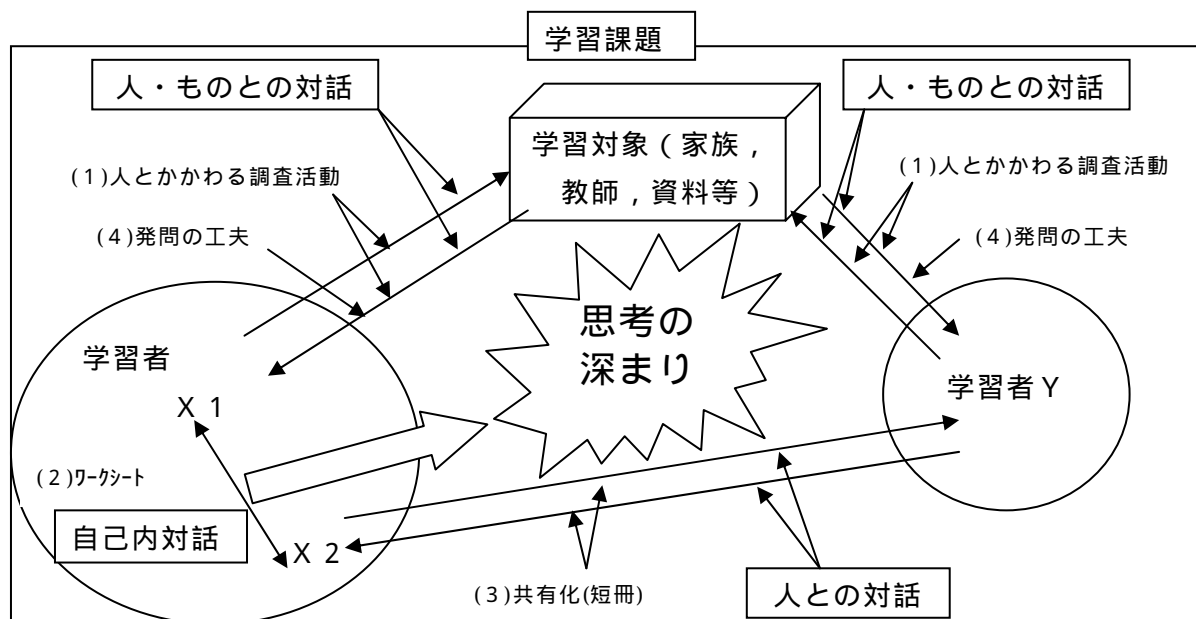 学習課題
人・ものとの対話
人・ものとの対話
学習対象（家族，
教師，資料等）
(1)人とかかわる調査活動
(1)人とかかわる調査活動
(4)発問の工夫
(4)発問の工夫
思考の
深まり
学習者
X 1
学習者Y
(2)ﾜｰｸｼｰﾄ
自己内対話
X 2
(3)共有化(短冊)
人との対話